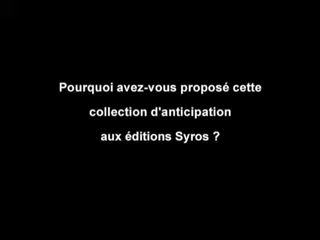 Pourquoi avez-vous proposé cette
collection d'anticipation
aux éditions Syros ?